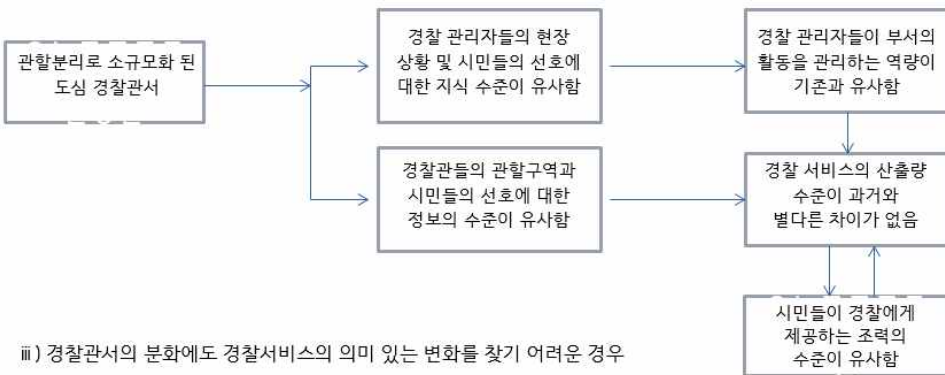 관할분리로 소규모화 된
도심 경찰관서
경찰 관리자들의 현장
상황 및 시민들의 선호에
대한 지식 수준이 유사함
경찰 관리자들이 부서의
활동을 관리하는 역량이
기존과 유사함
경찰관들의 관할구역과
시민들의 선호에 대한
정보의 수준이 유사함
경찰 서비스의 산출량
수준이 과거와
별다른 차이가 없음
시민들이 경찰에게
제공하는 조력의
수준이 유사함
ⅲ) 경찰관서의 분화에도 경찰서비스의 의미 있는 변화를 찾기 어려운 경우